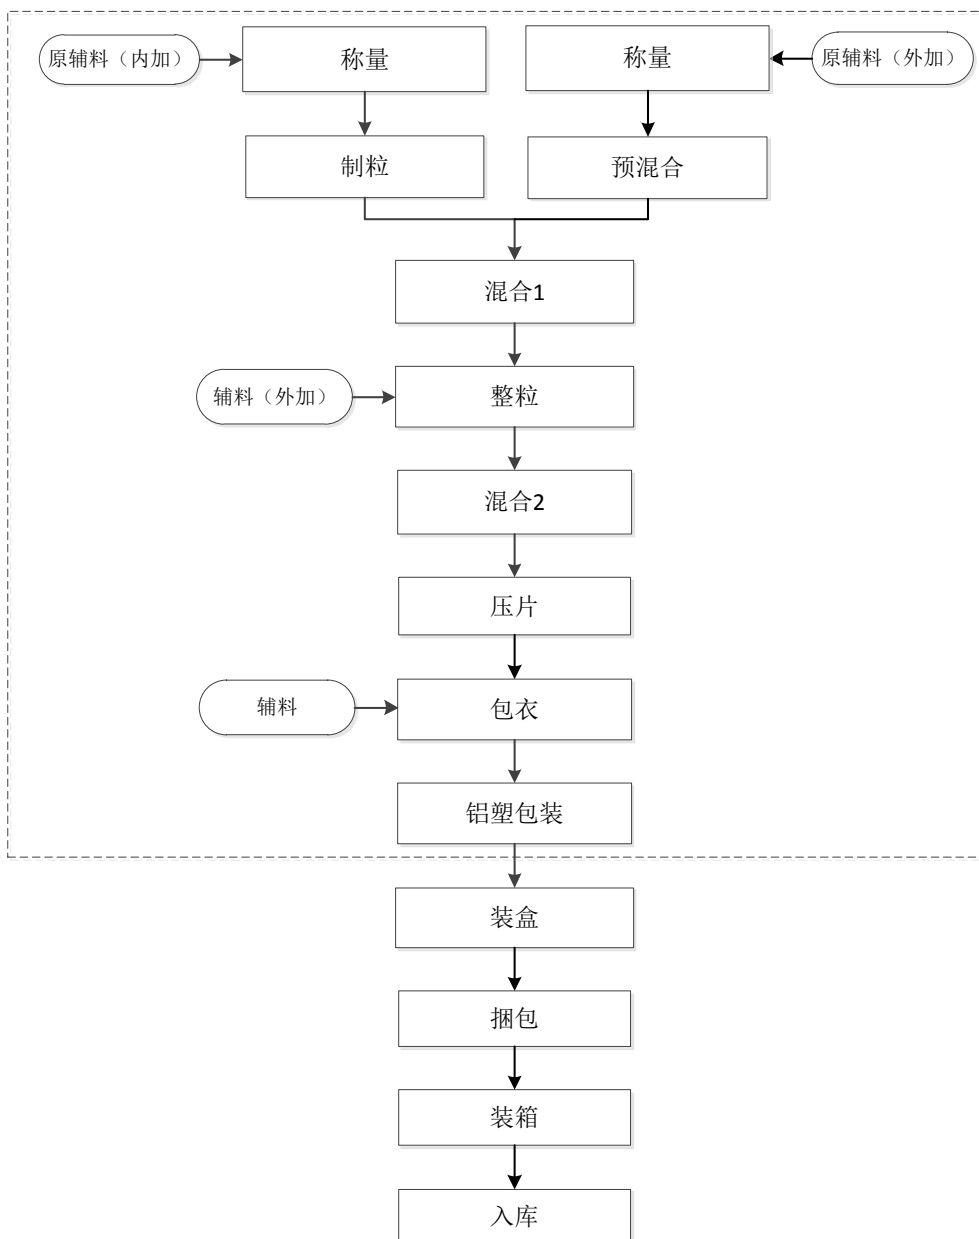 原辅料（内加）
称量
称量
原辅料（外加）
制粒
预混合
混合1
辅料（外加）
整粒
混合2
压片
辅料
包衣
铝塑包装
装盒
捆包
装箱
入库